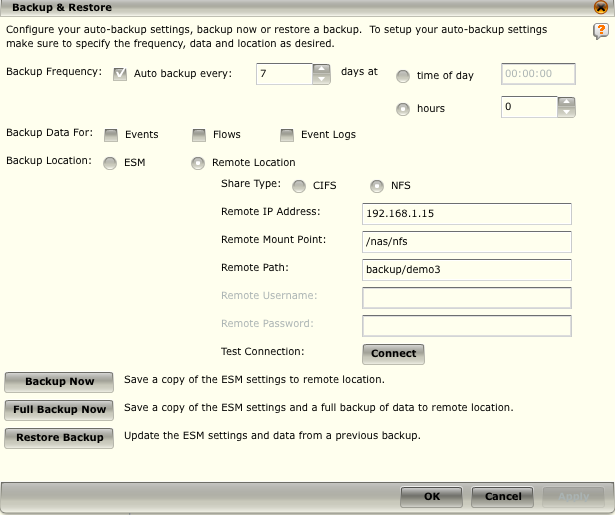 Backup & Restore
Configure your auto-backup settings, backup now or restore a backup. To setup your auto-backup settings
make sure to specify the frequency, data and location as desired.
?
Backup Frequency: Auto backup every: 7 days at time of day 00:00:00
hours 0
Backup Data For: Events Flows Event Logs
Backup Location: ESM Remote Location
Share Type: CIFS NFS
Remote IP Address: 192.168.1.15
Remote Mount Point: /nas/nfs
Remote Path: backup/demo3
Remote Username:
Remote Password:
Test Connection: Connect
Backup Now Save a copy of the ESM settings to remote location.
Full Backup Now Save a copy of the ESM settings and a full backup of data to remote location.
Restore Backup Update the ESM settings and data from a previous backup.
OK Cancel Apply